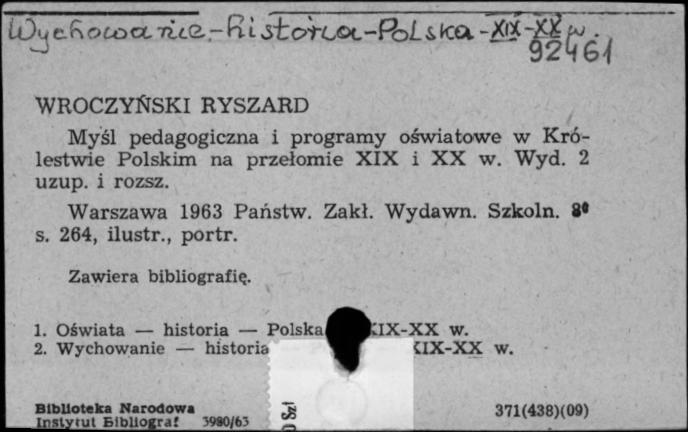 Wychowanie-historia-Polska-XIX-XX w.
92461
WROCZYŃSKI RYSZARD
Myśl pedagogiczna i programy oświatowe w Kró-
lestwie Polskim na przełomie XIX i XX w. Wyd. 2
uzup. i rozsz.
Warszawa 1963 Państw. Zakł. Wydawn. Szkoln. 8°
s. 264, ilustr., portr.
Zawiera bibliografię.
1. Oświata — historia — Polska XIX-XX w.
2. Wychowanie — historia XIX-XX w.
Biblioteka Narodowa
Instytut Bibliograf 3980/63
371(438)(09)